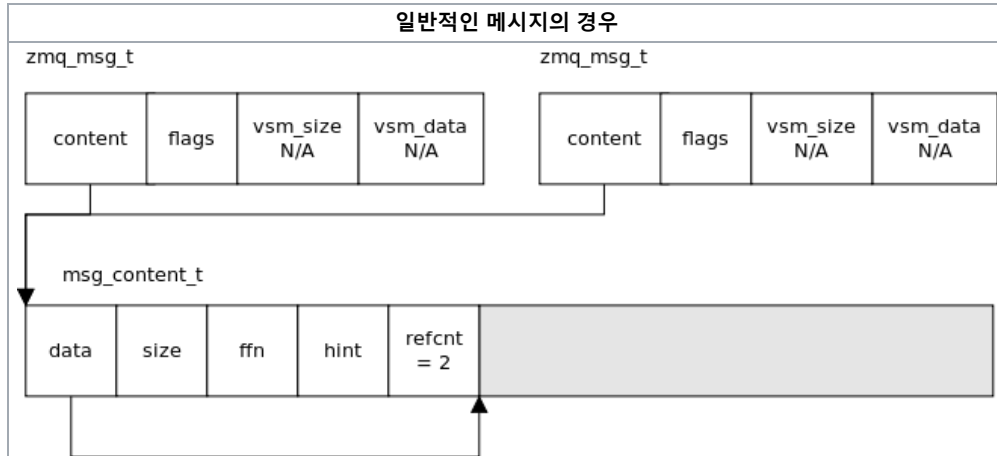 일반적인 메시지의 경우
zmq_msg_t
zmq_msg_t
content
flags
vsm_size
N/A
vsm_data
N/A
content
flags
vsm_size
N/A
vsm_data
N/A
msg_content_t
data
size
ffn
hint
refcnt
= 2